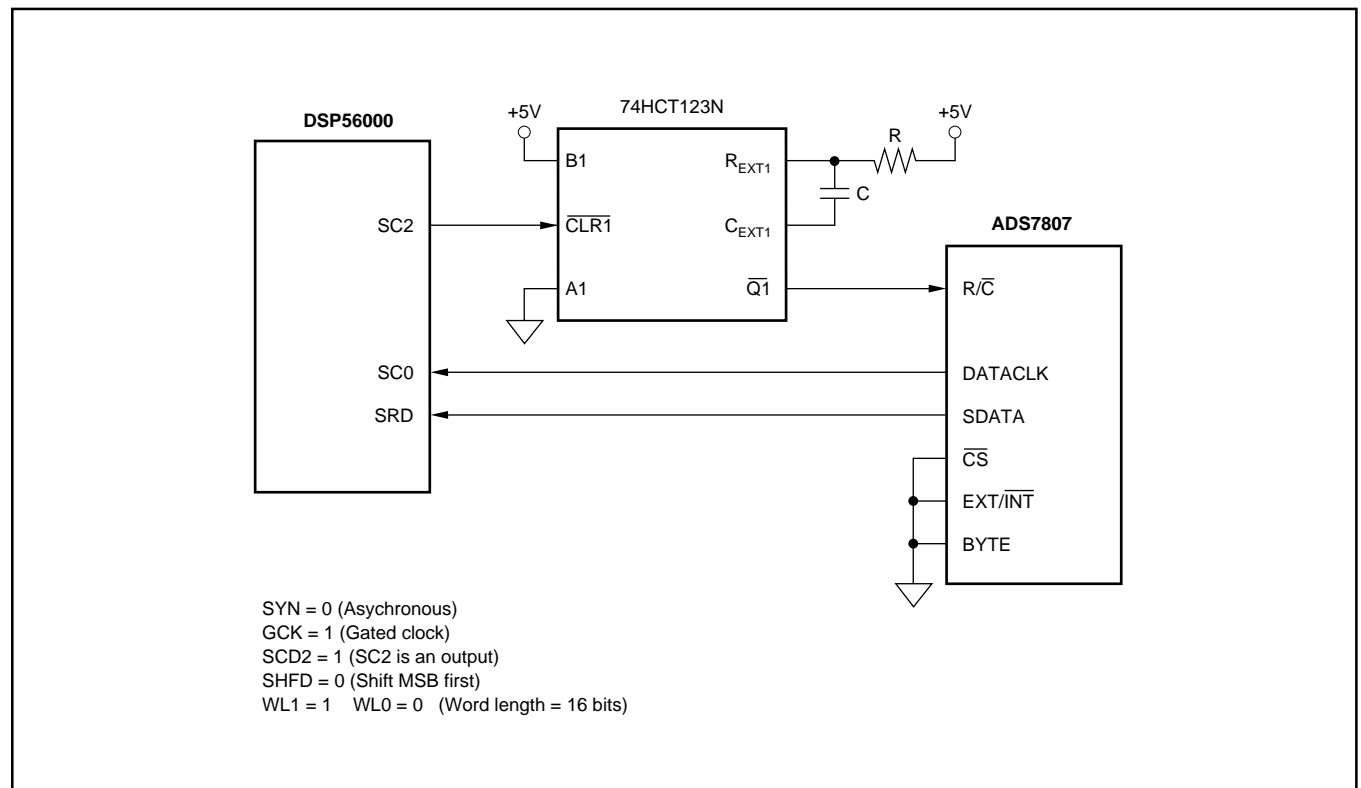 DSP56000
SC2
SC0
SRD
+5V
74HCT123N
B1
CLR1
A1
REXT1
CEXT1
Q1
R
+5V
C
ADS7807
R/C
DATACLK
SDATA
CS
EXT/INT
BYTE
SYN = 0 (Asychronous)
GCK = 1 (Gated clock)
SCD2 = 1 (SC2 is an output)
SHFD = 0 (Shift MSB first)
WL1 = 1 WL0 = 0 (Word length = 16 bits)